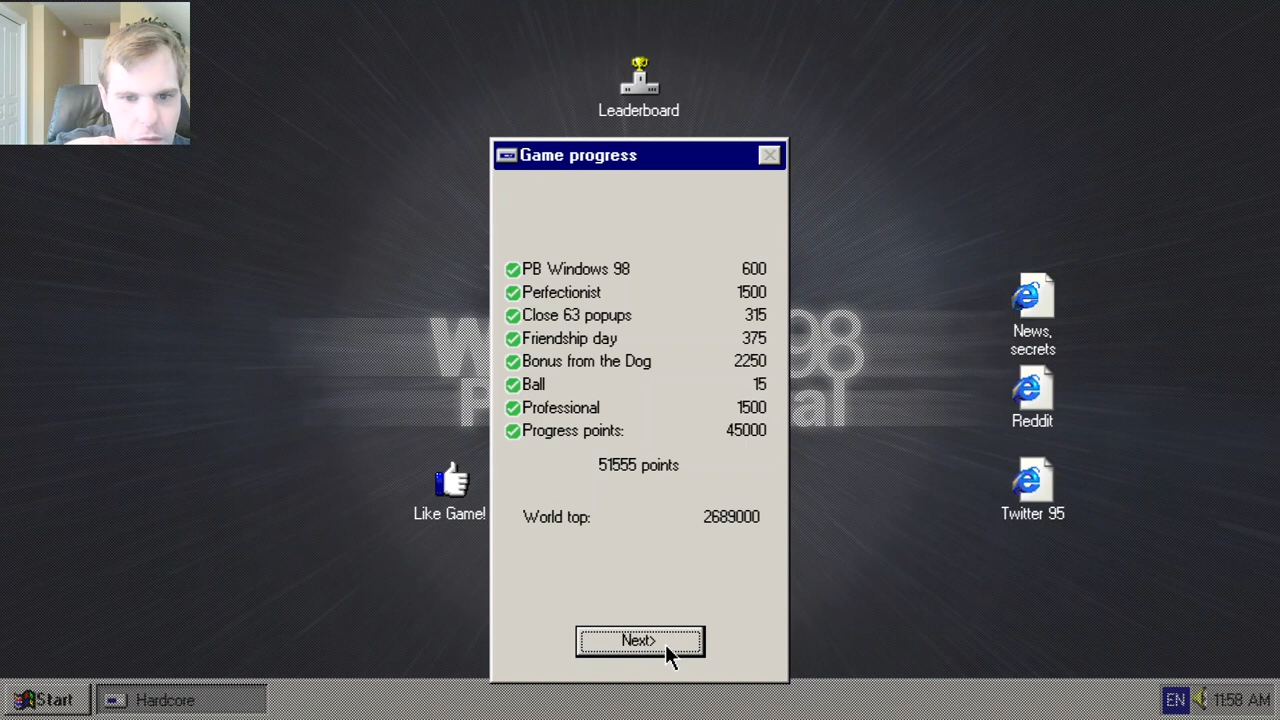 Leaderboard
Game progress
PB Windows 98 600
Perfectionist 1500
Close 63 popups 315
Friendship day 375
Bonus from the Dog 2250
Ball 15
Professional 1500
Progress points: 45000
51555 points
World top: 2689000
Next>
98
al
News,
secrets
Reddit
Like Game!
Twitter 95
Start
Hardcore
EN
11:58 AM